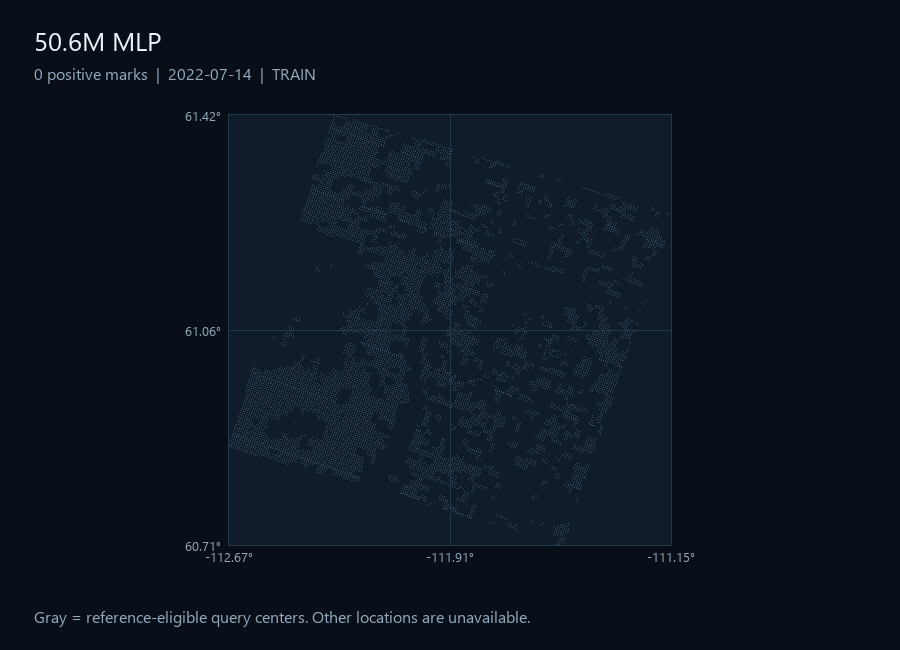 50.6M MLP
0 positive marks | 2022-07-14 | TRAIN
61.42°
61.06°
60.71°
-112.67°
-111.91°
-111.15°
Gray = reference-eligible query centers. Other locations are unavailable.